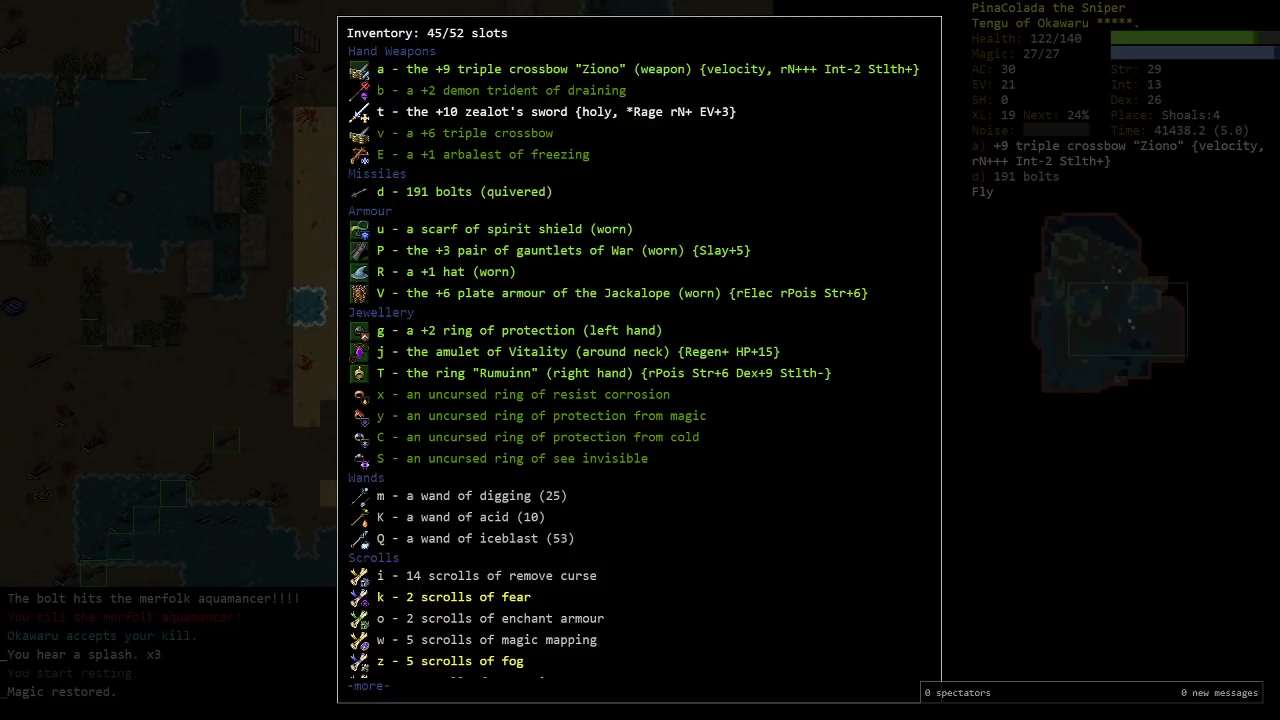 Inventory: 45/52 slots
Hand Weapons
a - the +9 triple crossbow "Ziono" (weapon) {velocity, rN+++ Int-2 Stlth+}
b - a +2 demon trident of draining
t - the +10 zealot's sword {holy, *Rage rN+ EV+3}
v - a +6 triple crossbow
E - a +1 arbalest of freezing
Missiles
d - 191 bolts (quivered)
Armour
u - a scarf of spirit shield (worn)
P - the +3 pair of gauntlets of War (worn) {Slay+5}
R - a +1 hat (worn)
V - the +6 plate armour of the Jackalope (worn) {rElec rPois Str+6}
Jewellery
g - a +2 ring of protection (left hand)
j - the amulet of Vitality (around neck) {Regen+ HP+15}
T - the ring "Rumuinn" (right hand) {rPois Str+6 Dex+9 Stlth-}
x - an uncursed ring of resist corrosion
y - an uncursed ring of protection from magic
C - an uncursed ring of protection from cold
S - an uncursed ring of see invisible
Wands
m - a wand of digging (25)
K - a wand of acid (10)
Q - a wand of iceblast (53)
Scrolls
i - 14 scrolls of remove curse
k - 2 scrolls of fear
o - 2 scrolls of enchant armour
w - 5 scrolls of magic mapping
z - 5 scrolls of fog
-more-
PinaColada the Sniper
Tengu of Okawaru *****.
Health: 122/140
Magic: 27/27
AC: 30 Str: 29
EV: 21 Int: 13
SH: 0 Dex: 26
XL: 19 Next: 24% Place: Shoals:4
Noise: Time: 41438.2 (5.0)
a) +9 triple crossbow "Ziono" {velocity,
rN+++ Int-2 Stlth+}
d) 191 bolts
Fly
The bolt hits the merfolk aquamancer!!!!
You kill the merfolk aquamancer!
Okawaru accepts your kill.
_You hear a splash. x3
You start resting.
_Magic restored.
0 spectators 0 new messages